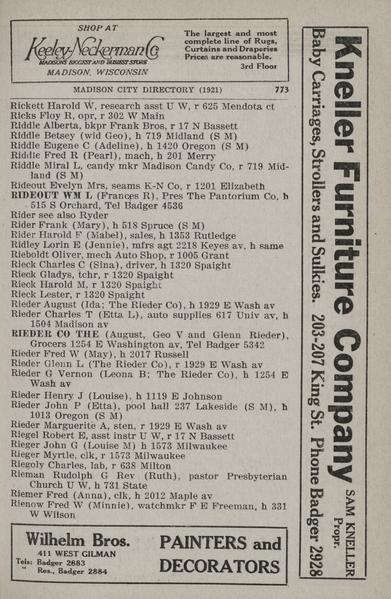 SHOP AT
Keeley-Neckerman Co
MADISON'S BIGGEST AND BUSIEST STORE
MADISON, WISCONSIN
The largest and most
complete line of Rugs,
Curtains and Draperies
Prices are reasonable.
3rd Floor
MADISON CITY DIRECTORY (1921) 773
Rickett Harold W, research asst U W, r 625 Mendota ct
Ricks Floy R, opr, r 302 W Main
Riddle Alberta, bkpr Frank Bros, r 17 N Bassett
Riddle Betsey (wid Geo), h 719 Midland (S M)
Riddle Eugene C (Adeline), h 1420 Oregon (S M)
Riddle Fred R (Pearl), mach, h 201 Merry
Riddle Miral L, candy mkr Madison Candy Co, r 719 Mid-
land (S M)
Rideout Evelyn Mrs, seams K-N Co, r 1201 Elizabeth
RIDEOUT WM L (Frances R), Pres The Pantorium Co, h
515 S Orchard, Tel Badger 4536
Rider see also Ryder
Rider Frank (Mary), h 518 Spruce (S M)
Rider Harold F (Mabel), sales, h 1353 Rutledge
Ridley Lorin E (Jennie), mfrs agt 2218 Keyes av, h same
Riebolt Oliver, mech Auto Shop, r 1005 Grant
Rieck Charles C (Sina), driver, h 1320 Spaight
Rieck Gladys, tchr, r 1320 Spaight
Rieck Harold M, r 1320 Spaight
Rieck Lester, r 1320 Spaight
Rieder August (Ida; The Rieder Co), h 1929 E Wash av
Rieder Charles T (Etta L), auto supplies 617 Univ av, h
1504 Madison av
RIEDER CO THE (August, Geo V and Glenn Rieder),
Grocers 1254 E Washington av, Tel Badger 5342
Rieder Fred W (May), h 2017 Russell
Rieder Glenn L (The Rieder Co), r 1929 E Wash av
Rieder G Vernon (Leona B; The Rieder Co), h 1254 E
Wash av
Rieder Henry J (Louise), h 1119 E Johnson
Rieder John P (Etta), pool hall 237 Lakeside (S M), h
1013 Oregon (S M)
Rieder Marguerite A, sten, r 1929 E Wash av
Riegel Robert E, asst instr U W, r 17 N Bassett
Rieger John G (Louise M) h 1573 Milwaukee
Rieger Myrtle, clk, r 1573 Milwaukee
Riegoly Charles, lab, r 638 Milton
Rieman Rudolph G Rev (Ruth), pastor Presbyterian
Church U W, h 731 State
Riemer Fred (Anna), clk, h 2012 Maple av
Rienow Fred W (Minnie), watchmkr F E Freeman, h 331
W Wilson
Wilhelm Bros.
411 WEST GILMAN
Tels: Badger 2883
" Res., Badger 2884
PAINTERS and
DECORATORS
Kneller Furniture Company SAM KNELLER
Propr.
Baby Carriages, Strollers and Sulkies. 203-207 King St. Phone Badger 2928